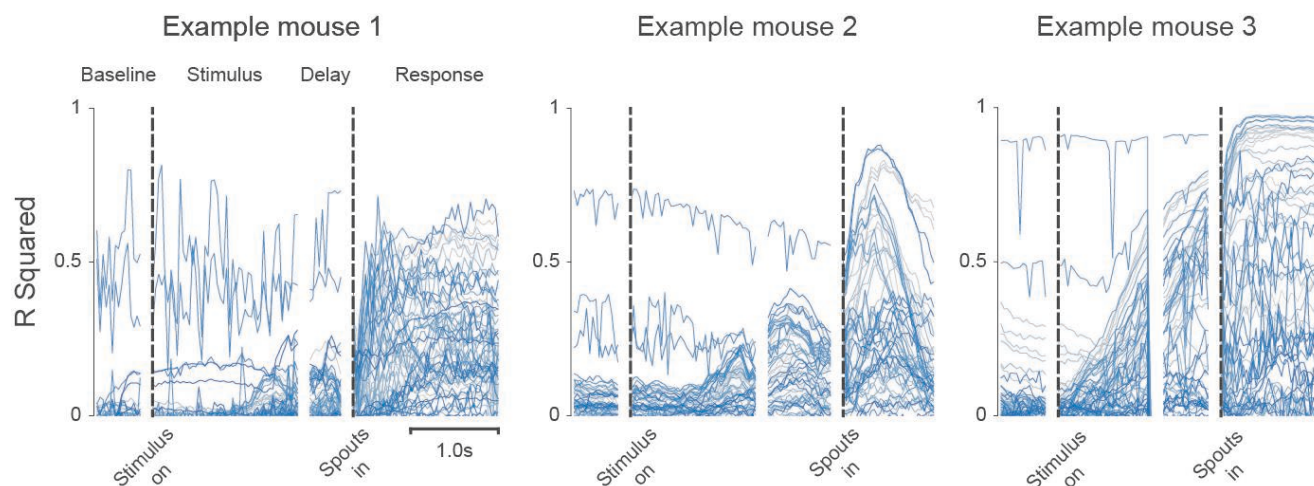 Example mouse 1
Example mouse 2
Example mouse 3
Baseline
Stimulus
Delay
Response
R Squared
1
0.5
0
1
0.5
0
1
0.5
0
Stimulus
on
Spouts
in
1.0s
Stimulus
on
Spouts
in
Stimulus
on
Spouts
in